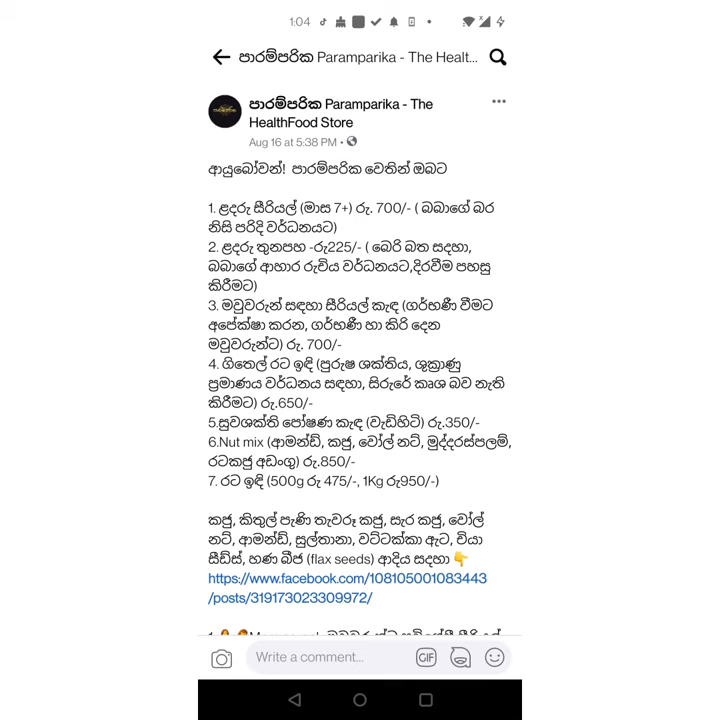 1:04
පාරම්පරික Paramparika - The Healt...
පාරම්පරික Paramparika - The
HealthFood Store
Aug 16 at 5:38 PM •
ආයුබෝවන්! පාරම්පරික වෙතින් ඔබට
1. ළදරු සීරියල් (මාස 7+) රු. 700/- ( බබාගේ බර
නිසි පරිදි වර්ධනයට)
2. ළදරු තුනපහ -රු225/- ( බෙරි බත සදහා,
බබාගේ ආහාර රුචිය වර්ධනයට,දිරවීම පහසු
කිරීමට)
3. මවුවරුන් සඳහා සීරියල් කැඳ (ගර්භණී වීමට
අපේක්ෂා කරන, ගර්භණී හා කිරි දෙන
මවුවරුන්ට) රු. 700/-
4. ගිතෙල් රට ඉඳි (පුරුෂ ශක්තිය, ශුක්‍රාණු
ප්‍රමාණය වර්ධනය සඳහා, සිරුරේ කෘශ බව නැති
කිරීමට) රු.650/-
5.සුවශක්ති පෝෂණ කැඳ (වැඩිහිටි) රු.350/-
6.Nut mix (ආමන්ඩ්, කජු, වෝල් නට්, මුද්දරප්පලම්,
රටකජු අඩංගු) රු.850/-
7. රට ඉඳි (500g රු 475/-, 1Kg රු950/-)
කජු, කිතුල් පැණි තැවරූ කජු, සැර කජු, වෝල්
නට්, ආමන්ඩ්, සුල්තානා, වට්ටක්කා ඇට, චියා
සීඩ්ස්, හණ බීජ (flax seeds) ආදිය සදහා 👇
https://www.facebook.com/108105001083443
/posts/319173023309972/
Write a comment...
GIF